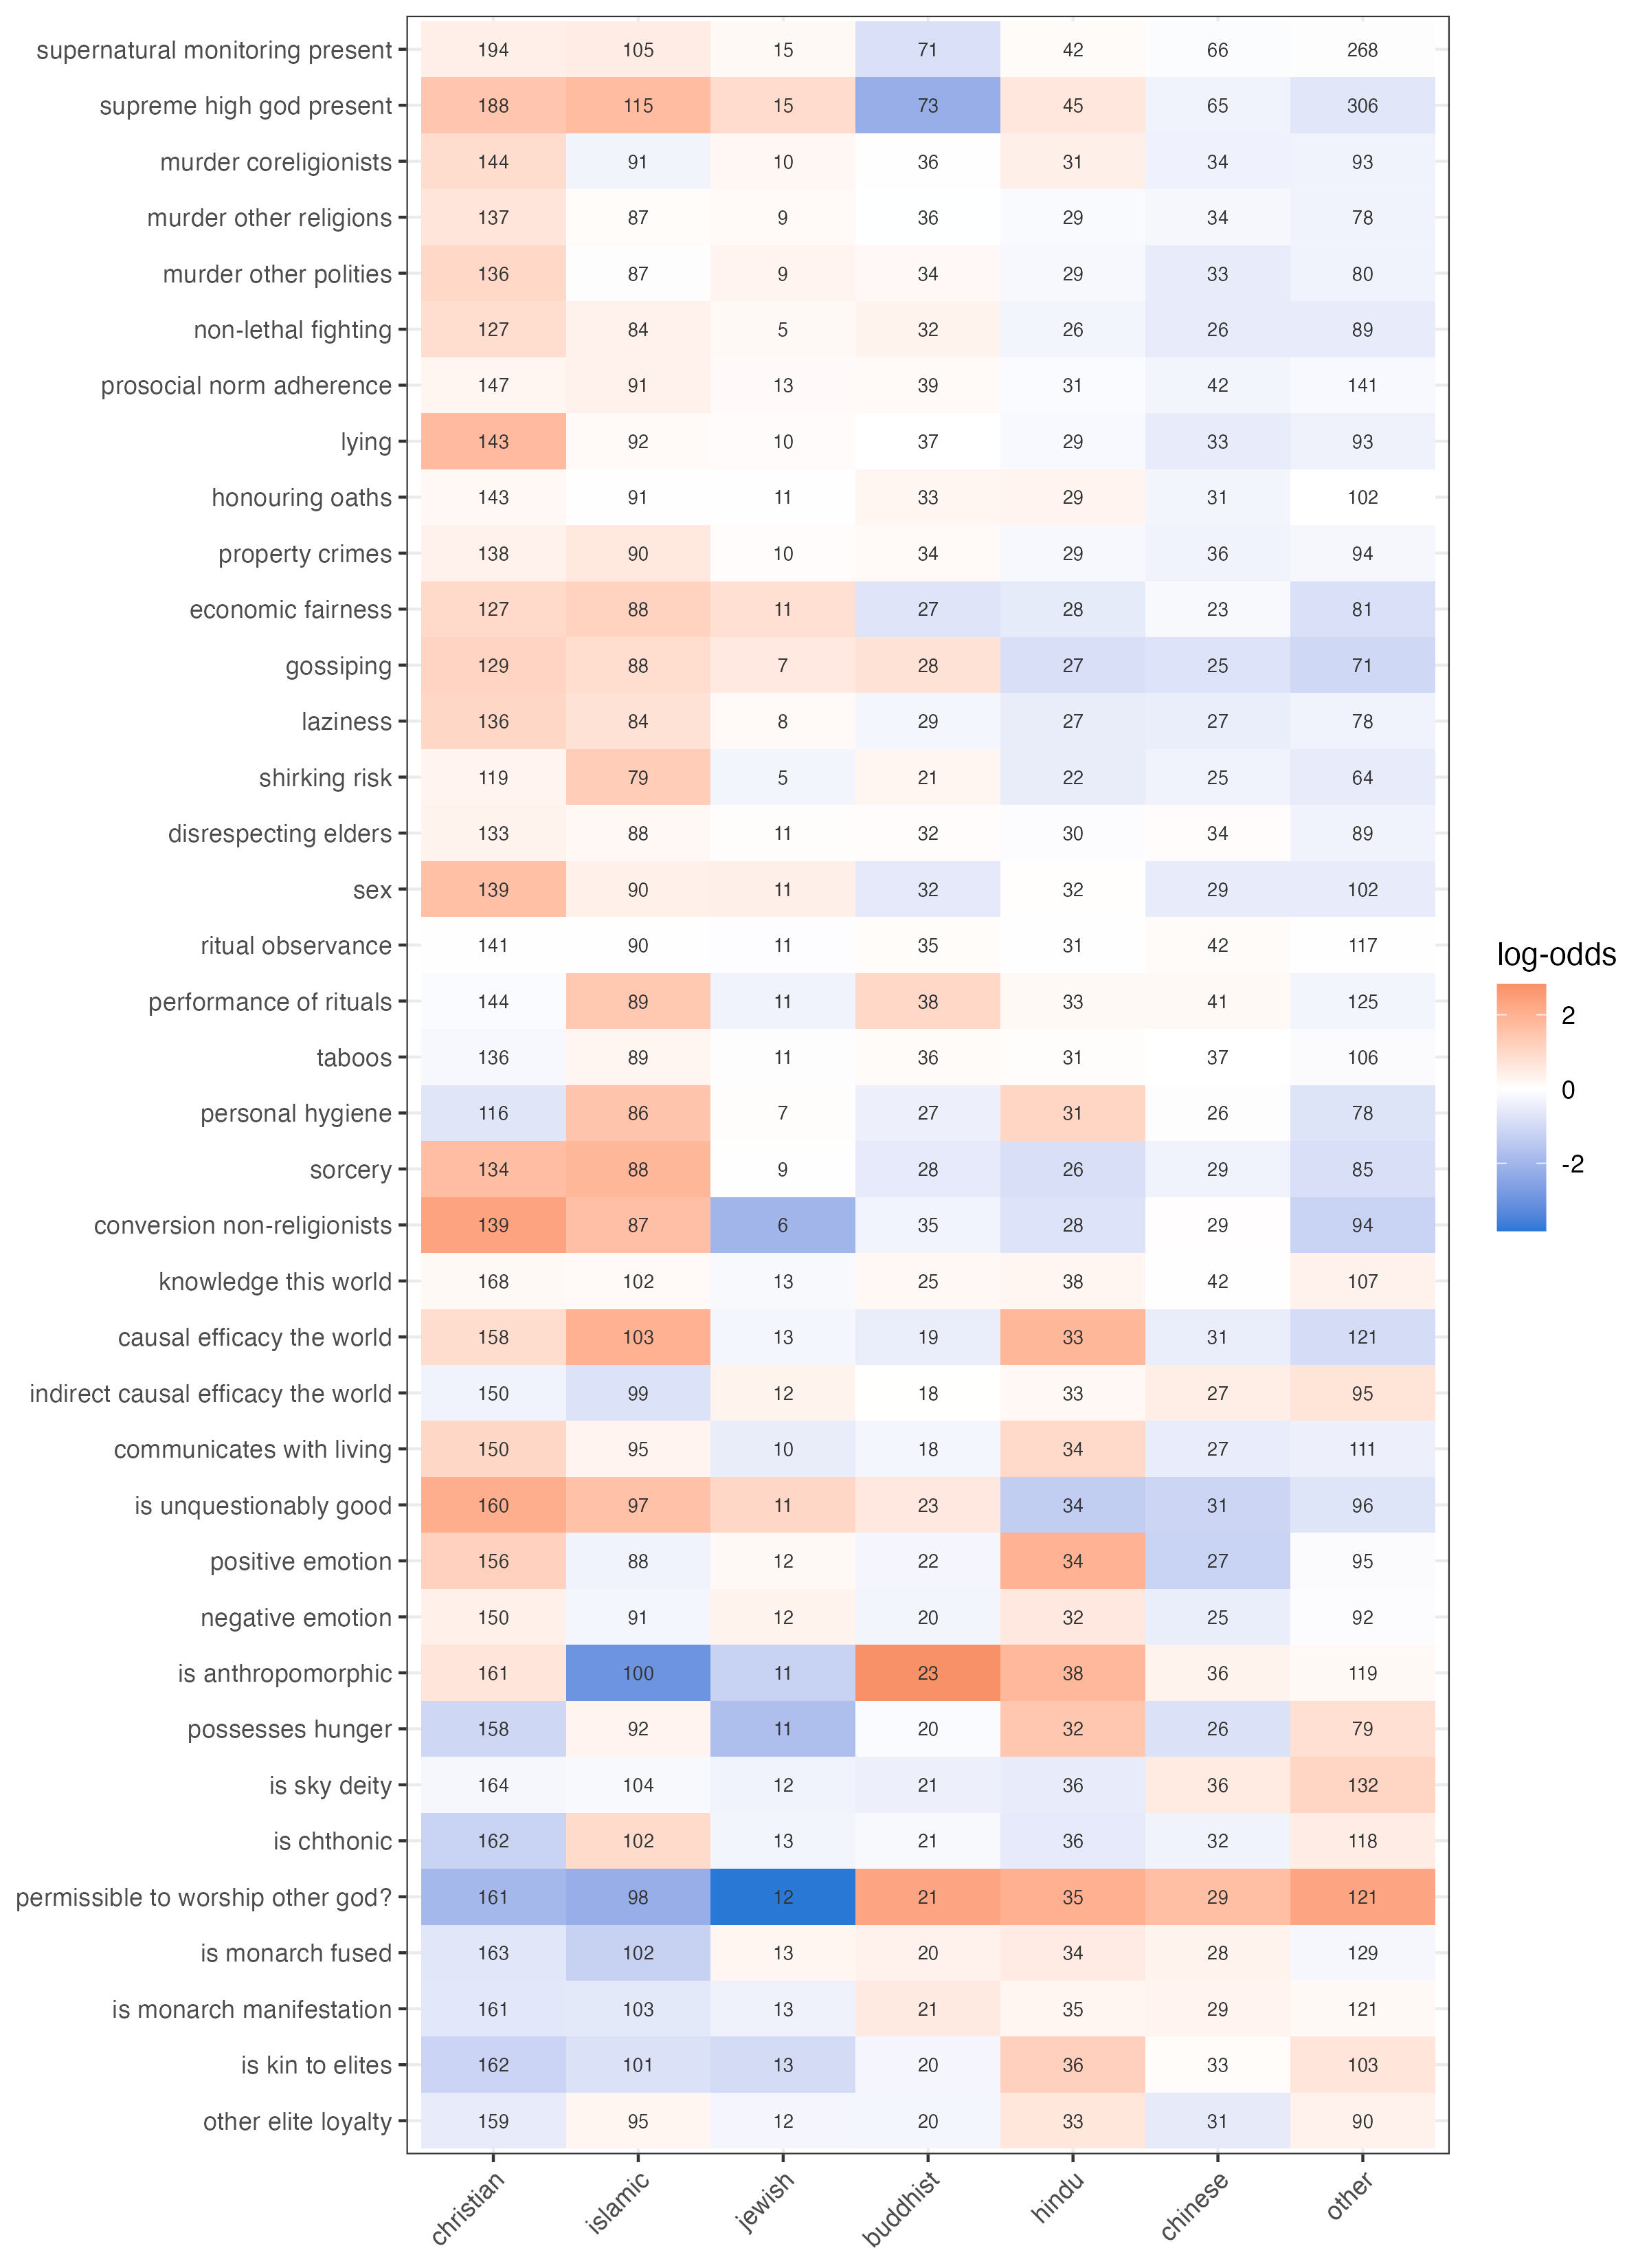 supernatural monitoring present 194 105 15 71 42 66 268
supreme high god present 188 115 15 73 45 65 306
murder coreligionists 144 91 10 36 31 34 93
murder other religions 137 87 9 36 29 34 78
murder other polities 136 87 9 34 29 33 80
non-lethal fighting 127 84 5 32 26 26 89
prosocial norm adherence 147 91 13 39 31 42 141
lying 143 92 10 37 29 33 93
honouring oaths 143 91 11 33 29 31 102
property crimes 138 90 10 34 29 36 94
economic fairness 127 88 11 27 28 23 81
gossiping 129 88 7 28 27 25 71
laziness 136 84 8 29 27 27 78
shirking risk 119 79 5 21 22 25 64
disrespecting elders 133 88 11 32 30 34 89
sex 139 90 11 32 32 29 102
ritual observance 141 90 11 35 31 42 117
performance of rituals 144 89 11 38 33 41 125
taboos 136 89 11 36 31 37 106
personal hygiene 116 86 7 27 31 26 78
sorcery 134 88 9 28 26 29 85
conversion non-religionists 139 87 6 35 28 29 94
knowledge this world 168 102 13 25 38 42 107
causal efficacy the world 158 103 13 19 33 31 121
indirect causal efficacy the world 150 99 12 18 33 27 95
communicates with living 150 95 10 18 34 27 111
is unquestionably good 160 97 11 23 34 31 96
positive emotion 156 88 12 22 34 27 95
negative emotion 150 91 12 20 32 25 92
is anthropomorphic 161 100 11 23 38 36 119
possesses hunger 158 92 11 20 32 26 79
is sky deity 164 104 12 21 36 36 132
is chthonic 162 102 13 21 36 32 118
permissible to worship other god? 161 98 12 21 35 29 121
is monarch fused 163 102 13 20 34 28 129
is monarch manifestation 161 103 13 21 35 29 121
is kin to elites 162 101 13 20 36 33 103
other elite loyalty 159 95 12 20 33 31 90
christian islamic jewish buddhist hindu chinese other
log-odds
2
0
-2